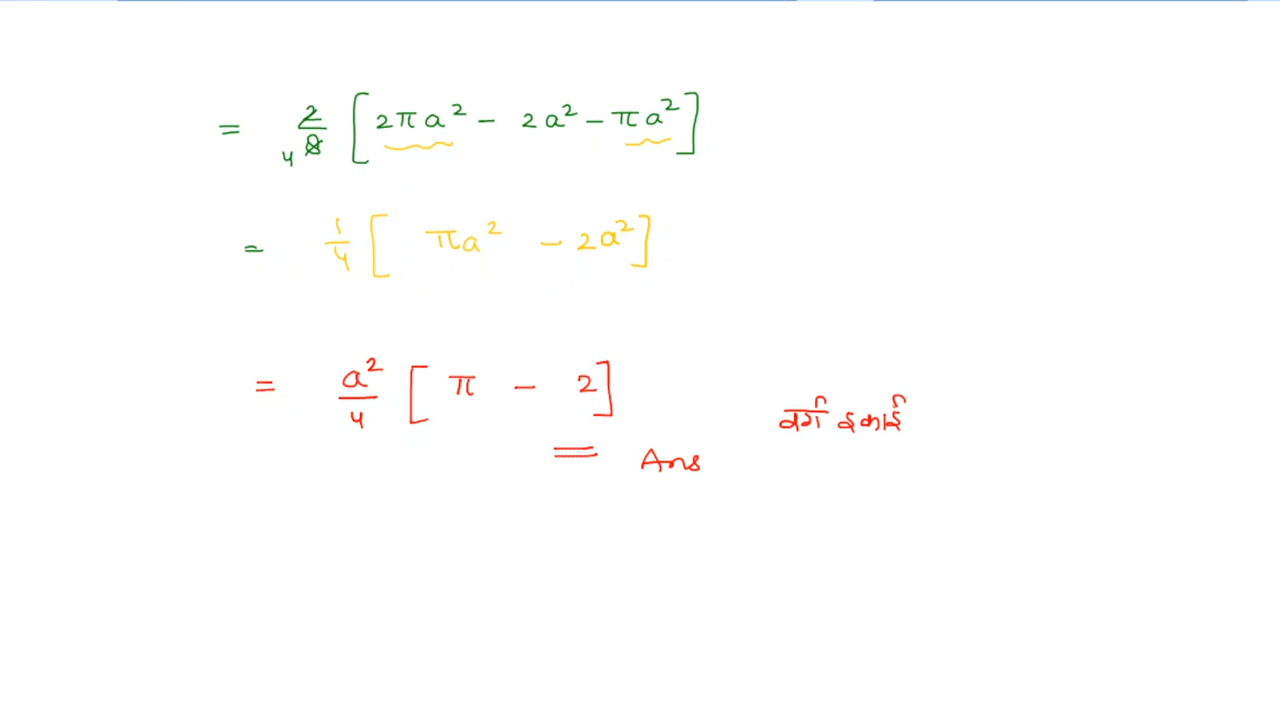 = 2/8 4 [2πa² - 2a² - πa²]
= 1/4 [πa² - 2a²]
= a²/4 [π - 2]
वर्ग इकाई
Ans